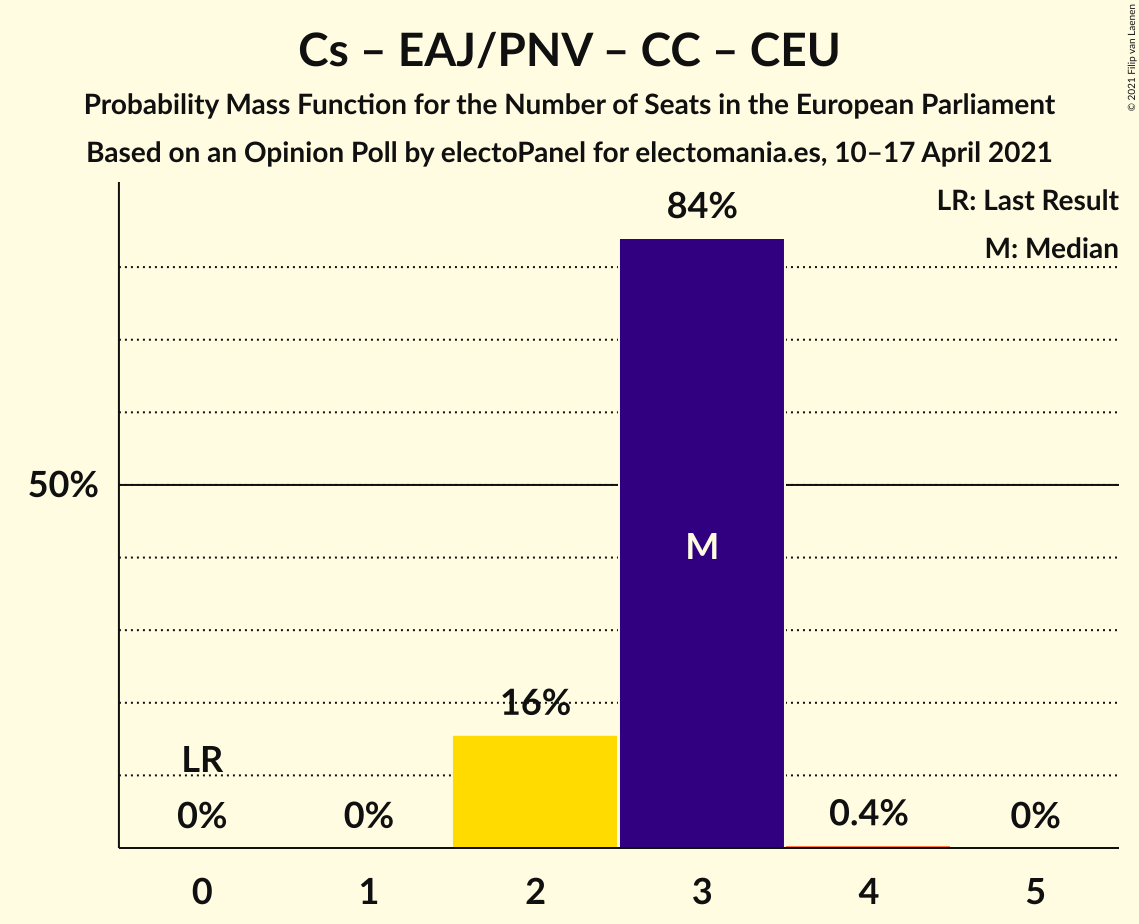 Cs – EAJ/PNV – CC – CEU
Probability Mass Function for the Number of Seats in the European Parliament
Based on an Opinion Poll by electoPanel for electomania.es, 10–17 April 2021
© 2021 Filip van Laenen
LR: Last Result
M: Median
84%
50%
M
16%
LR
0%
0%
0.4%
0%
0
1
2
3
4
5